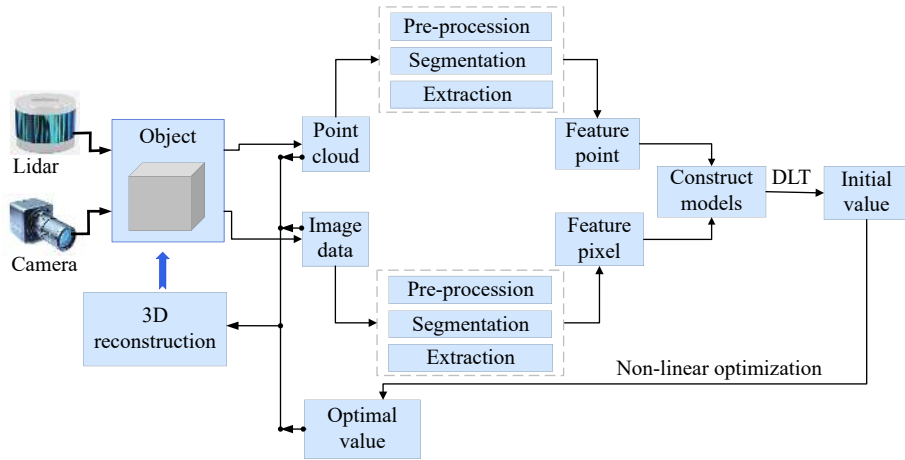 Pre-procession
Segmentation
Extraction
Lidar
Object
Point
cloud
Feature
point
Construct
models
DLT
Initial
value
Camera
Image
data
Feature
pixel
3D
reconstruction
Pre-procession
Segmentation
Extraction
Non-linear optimization
Optimal
value